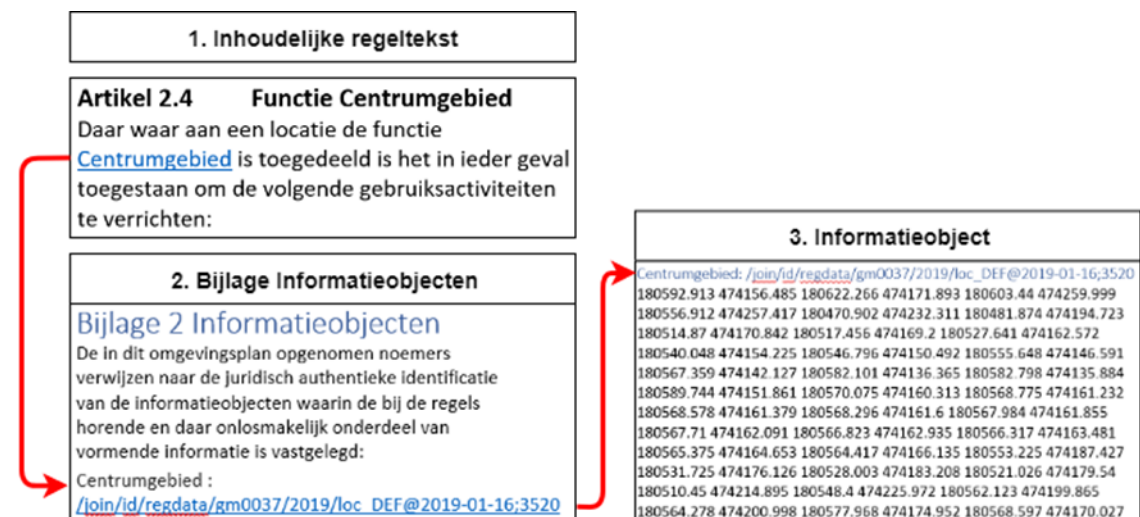 1. Inhoudelijke regeltekst
Artikel 2.4 Functie Centrumgebied
Daar waar aan een locatie de functie
Centrumgebied is toegedeeld is het in ieder geval
toegestaan om de volgende gebruiksactiviteiten
te verrichten:
2. Bijlage Informatieobjecten
Bijlage 2 Informatieobjecten
De in dit omgevingsplan opgenomen noemers
verwijzen naar de juridisch authentieke identificatie
van de informatieobjecten waarin de bij de regels
horende en daar onlosmakelijk onderdeel van
vormende informatie is vastgelegd:
Centrumgebied :
/join/id/regdata/gm0037/2019/loc_DEF@2019-01-16;3520
3. Informatieobject
Centrumgebied: /join/id/regdata/gm0037/2019/loc_DEF@2019-01-16;3520
180592.913 474156.485 180622.266 474171.893 180603.44 474259.999
180556.912 474257.417 180470.902 474232.311 180481.874 474194.723
180514.87 474170.842 180517.456 474169.2 180527.641 474162.572
180540.048 474154.225 180546.796 474150.492 180555.648 474146.591
180567.359 474142.127 180582.101 474136.365 180582.798 474135.884
180589.744 474151.861 180570.075 474160.313 180568.775 474161.232
180568.578 474161.379 180568.296 474161.6 180567.984 474161.855
180567.71 474162.091 180566.823 474162.935 180566.317 474163.481
180565.375 474164.653 180564.417 474166.135 180553.225 474187.427
180531.725 474176.126 180528.003 474183.208 180521.026 474179.54
180510.45 474214.895 180548.4 474225.972 180562.123 474199.865
180564.278 474200.998 180577.968 474174.952 180568.597 474170.027